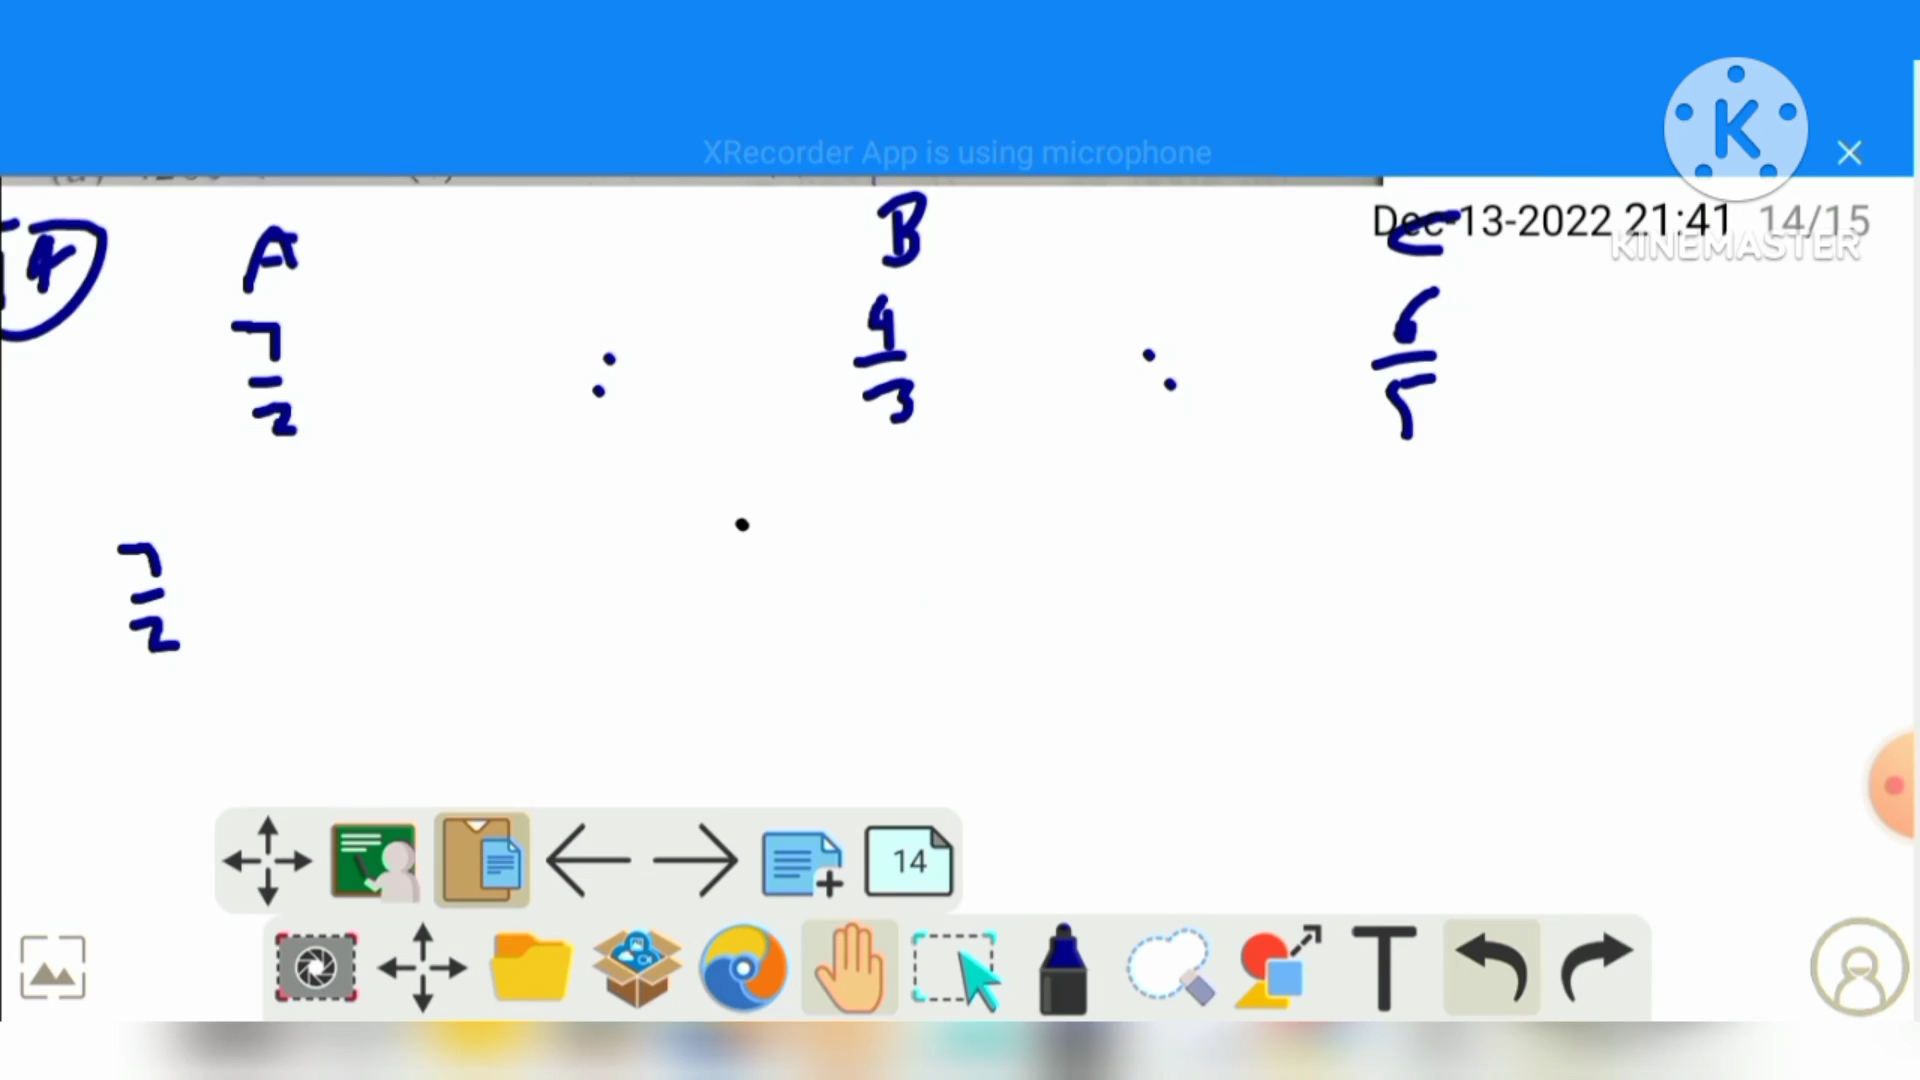 XRecorder App is using microphone
K
Dec-13-2022 21:41 14/15
KINEMASTER
14 A B C
7/2 : 4/3 : 6/5
7/2
14
T